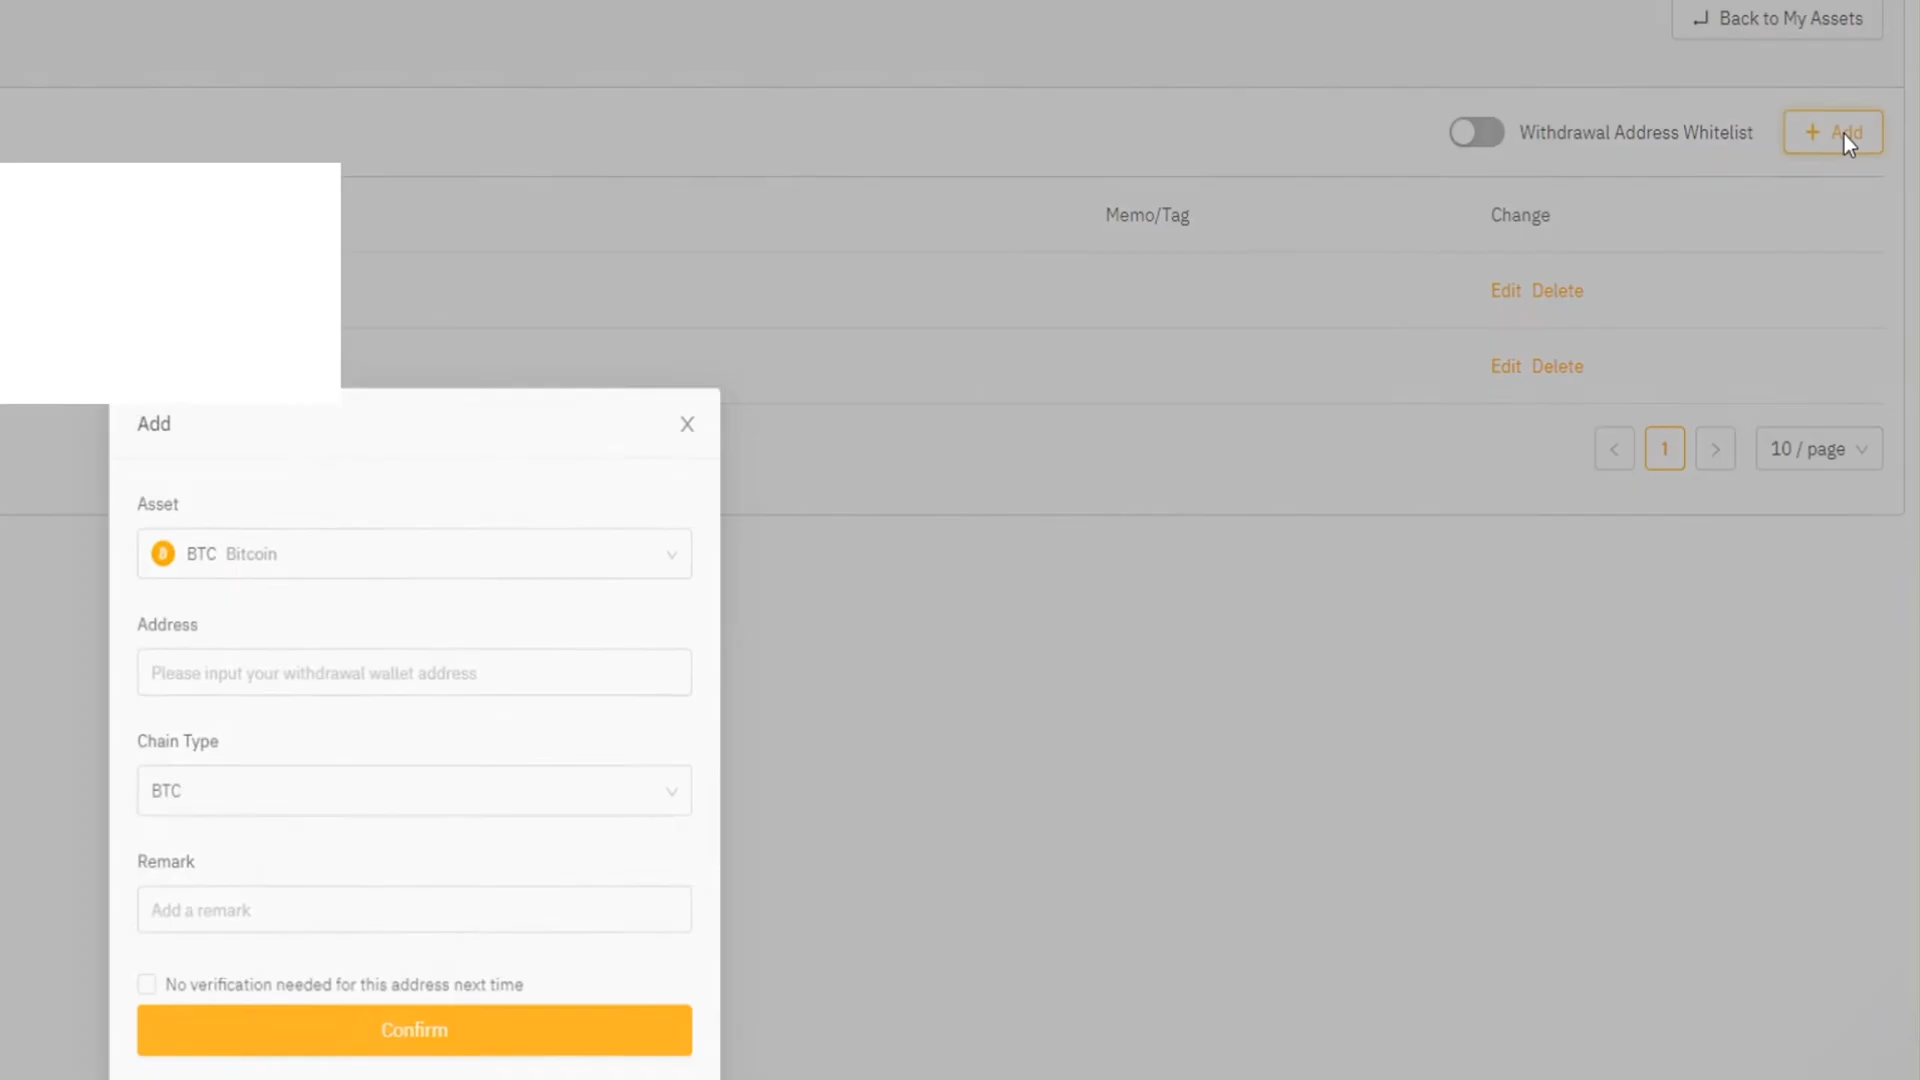 Back to My Assets
Withdrawal Address Whitelist
+ Add
Memo/Tag Change
Edit Delete
Edit Delete
< 1 > 10 / page
Add
Asset
BTC Bitcoin
Address
Please input your withdrawal wallet address
Chain Type
BTC
Remark
Add a remark
No verification needed for this address next time
Confirm